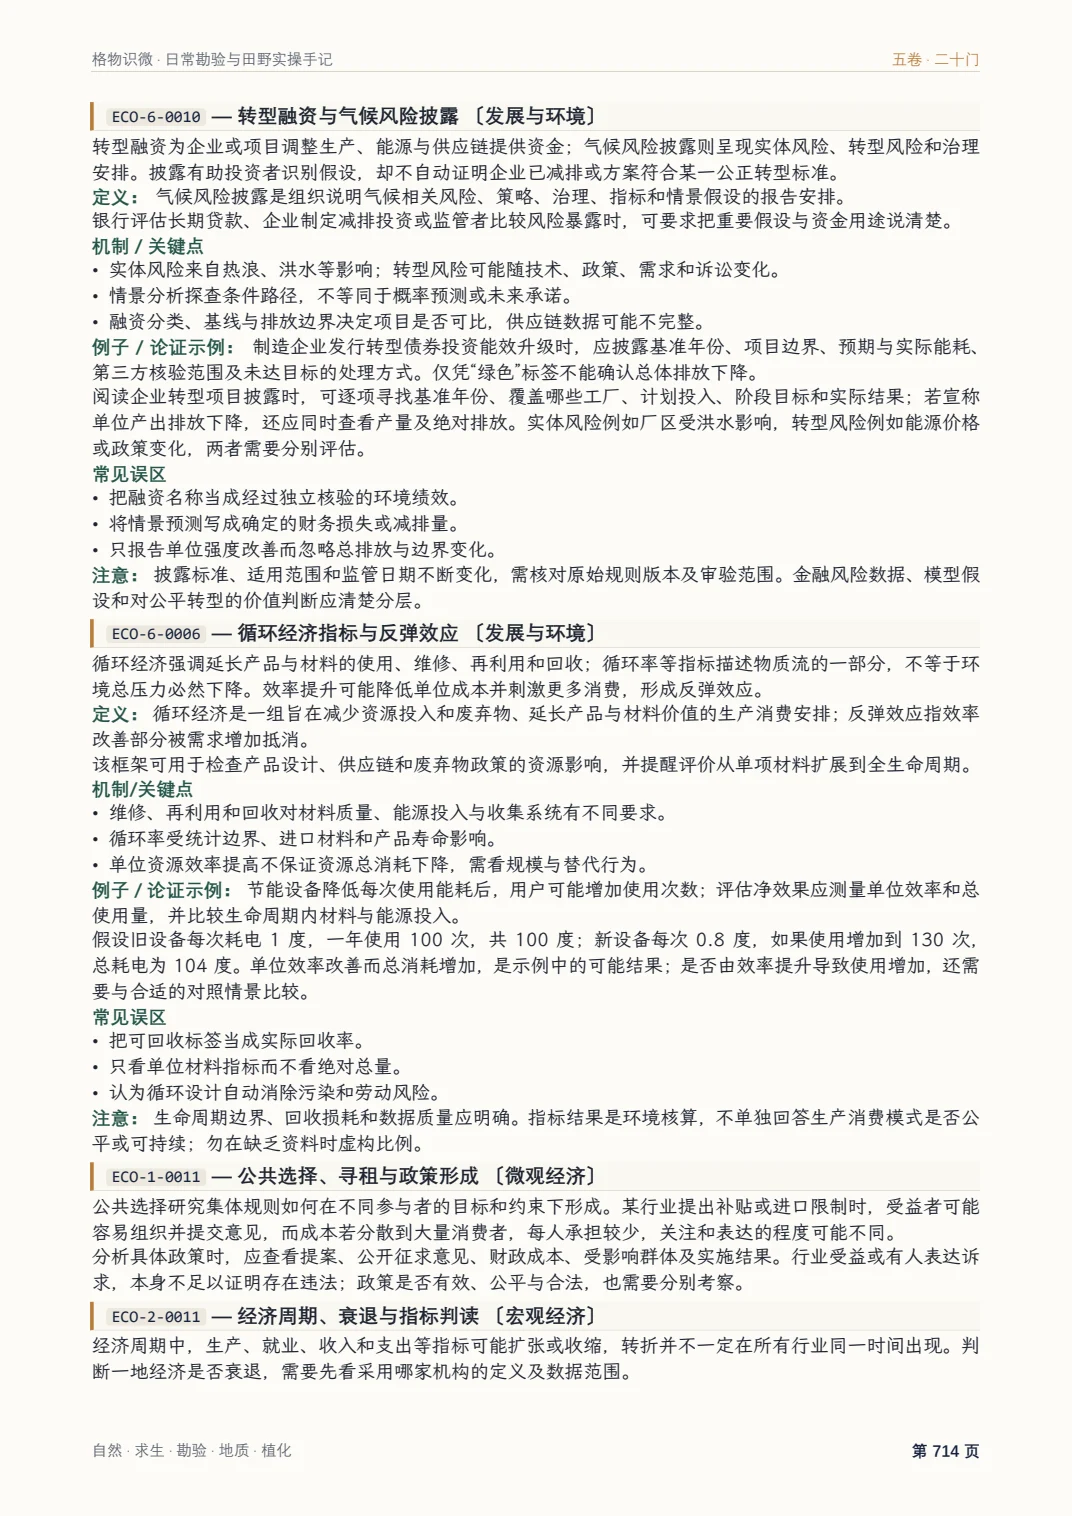 格物识微 · 日常勘验与田野实操手记
五卷 · 二十门
ECO-6-0010 — 转型融资与气候风险披露 〔发展与环境〕
转型融资为企业或项目调整生产、能源与供应链提供资金；气候风险披露则呈现实体风险、转型风险和治理
安排。披露有助投资者识别假设，却不自动证明企业已减排或方案符合某一公正转型标准。
定义： 气候风险披露是组织说明气候相关风险、策略、治理、指标和情景假设的报告安排。
银行评估长期贷款、企业制定减排投资或监管者比较风险暴露时，可要求把重要假设与资金用途说清楚。
机制 / 关键点
• 实体风险来自热浪、洪水等影响；转型风险可能随技术、政策、需求和诉讼变化。
• 情景分析探查条件路径，不等同于概率预测或未来承诺。
• 融资分类、基线与排放边界决定项目是否可比，供应链数据可能不完整。
例子 / 论证示例： 制造企业发行转型债券投资能效升级时，应披露基准年份、项目边界、预期与实际能耗、
第三方核验范围及未达目标的处理方式。仅凭“绿色”标签不能确认总体排放下降。
阅读企业转型项目披露时，可逐项寻找基准年份、覆盖哪些工厂、计划投入、阶段目标和实际结果；若宣称
单位产出排放下降，还应同时查看产量及绝对排放。实体风险例如厂区受洪水影响，转型风险例如能源价格
或政策变化，两者需要分别评估。
常见误区
• 把融资名称当成经过独立核验的环境绩效。
• 将情景预测写成确定的财务损失或减排量。
• 只报告单位强度改善而忽略总排放与边界变化。
注意： 披露标准、适用范围和监管日期不断变化，需核对原始规则版本及审验范围。金融风险数据、模型假
设和对公平转型的价值判断应清楚分层。
ECO-6-0006 — 循环经济指标与反弹效应 〔发展与环境〕
循环经济强调延长产品与材料的使用、维修、再利用和回收；循环率等指标描述物质流的一部分，不等于环
境总压力必然下降。效率提升可能降低单位成本并刺激更多消费，形成反弹效应。
定义： 循环经济是一组旨在减少资源投入和废弃物、延长产品与材料价值的生产消费安排；反弹效应指效率
改善部分被需求增加抵消。
该框架可用于检查产品设计、供应链和废弃物政策的资源影响，并提醒评价从单项材料扩展到全生命周期。
机制/关键点
• 维修、再利用和回收对材料质量、能源投入与收集系统有不同要求。
• 循环率受统计边界、进口材料和产品寿命影响。
• 单位资源效率提高不保证资源总消耗下降，需看规模与替代行为。
例子 / 论证示例： 节能设备降低每次使用能耗后，用户可能增加使用次数；评估净效果应测量单位效率和总
使用量，并比较生命周期内材料与能源投入。
假设旧设备每次耗电 1 度，一年使用 100 次，共 100 度；新设备每次 0.8 度，如果使用增加到 130 次，
总耗电为 104 度。单位效率改善而总消耗增加，是示例中的可能结果；是否由效率提升导致使用增加，还需
要与合适的对照情景比较。
常见误区
• 把可回收标签当成实际回收率。
• 只看单位材料指标而不看绝对总量。
• 认为循环设计自动消除污染和劳动风险。
注意： 生命周期边界、回收损耗和数据质量应明确。指标结果是环境核算，不单独回答生产消费模式是否公
平或可持续；勿在缺乏资料时虚构比例。
ECO-1-0011 — 公共选择、寻租与政策形成 〔微观经济〕
公共选择研究集体规则如何在不同参与者的目标和约束下形成。某行业提出补贴或进口限制时，受益者可能
容易组织并提交意见，而成本若分散到大量消费者，每人承担较少，关注和表达的程度可能不同。
分析具体政策时，应查看提案、公开征求意见、财政成本、受影响群体及实施结果。行业受益或有人表达诉
求，本身不足以证明存在违法；政策是否有效、公平与合法，也需要分别考察。
ECO-2-0011 — 经济周期、衰退与指标判读 〔宏观经济〕
经济周期中，生产、就业、收入和支出等指标可能扩张或收缩，转折并不一定在所有行业同一时间出现。判
断一地经济是否衰退，需要先看采用哪家机构的定义及数据范围。
自然 · 求生 · 勘验 · 地质 · 植化
第 714 页